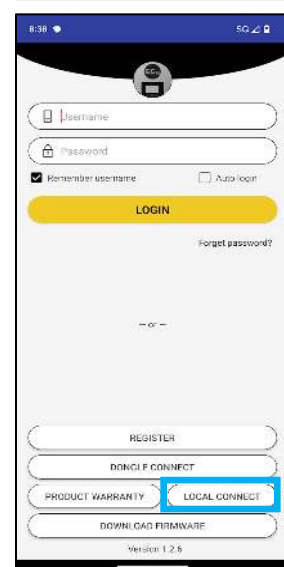 8:38 5G
Username
Password
Remember username Auto login
LOGIN
Forget password?
— or —
REGISTER
DONGLE CONNECT
PRODUCT WARRANTY LOCAL CONNECT
DOWNLOAD FIRMWARE
Version 1.2.6